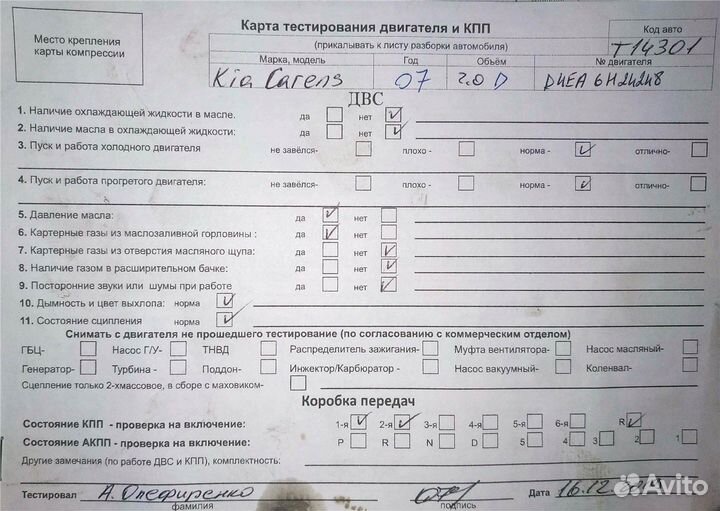 Место крепления карты компрессии
Карта тестирования двигателя и КПП
(прикалывать к листу разборки автомобиля)
Код авто
T14301
Марка, модель Год Объём № двигателя
Kia Carens 07 2.0 D D4EA 6H24248
ДВС
1. Наличие охлаждающей жидкости в масле. да нет
2. Наличие масла в охлаждающей жидкости: да нет
3. Пуск и работа холодного двигателя не завёлся- плохо - норма - отлично-
4. Пуск и работа прогретого двигателя: не завёлся- плохо - норма - отлично-
5. Давление масла: да нет
6. Картерные газы из маслозаливной горловины : да нет
7. Картерные газы из отверстия масляного щупа: да нет
8. Наличие газом в расширительном бачке: да нет
9. Посторонние звуки или шумы при работе да нет
10. Дымность и цвет выхлопа: норма
11. Состояние сцепления норма
Снимать с двигателя не прошедшего тестирование (по согласованию с коммерческим отделом)
ГБЦ- Насос Г/У- ТНВД Распределитель зажигания- Муфта вентилятора- Насос масляный-
Генератор- Турбина - Поддон- Инжектор/Карбюратор - Насос вакуумный- Коленвал-
Сцепление только 2-хмассовое, в сборе с маховиком-
Коробка передач
Состояние КПП - проверка на включение: 1-я 2-я 3-я 4-я 5-я 6-я R
Состояние АКПП - проверка на включение: P R N D 5 4 3 2 1
Другие замечания (по работе ДВС и КПП), комплектность:
Тестировал А. Олефиренко Дата 16.12
фамилия подпись
Avito